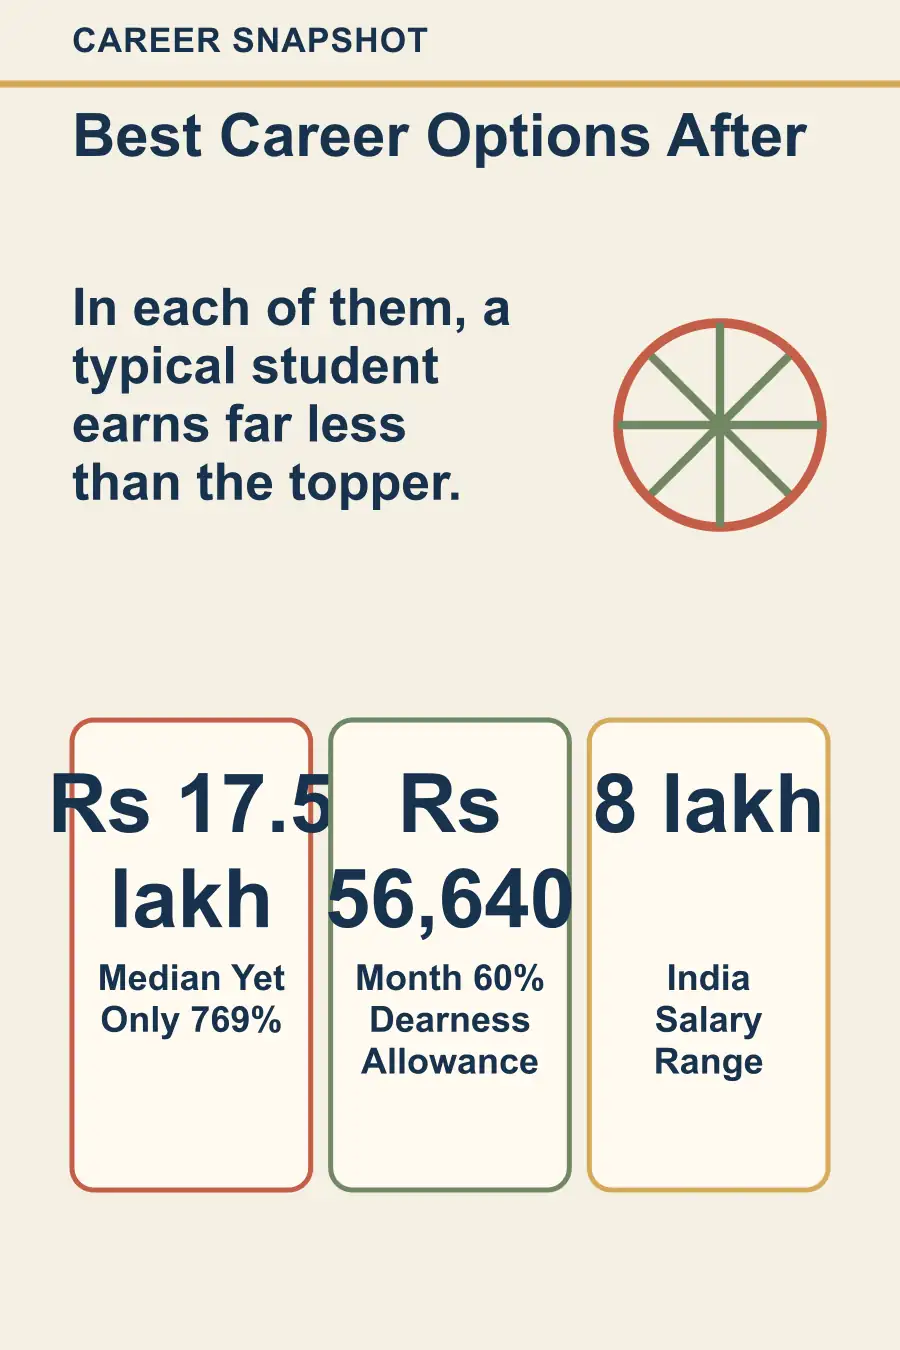 CAREER SNAPSHOT
Best Career Options After
In each of them, a
typical student
earns far less
than the topper.
Rs 17.5
lakh
Median Yet
Only 769%
Rs
56,640
Month 60%
Dearness
Allowance
8 lakh
India
Salary
Range